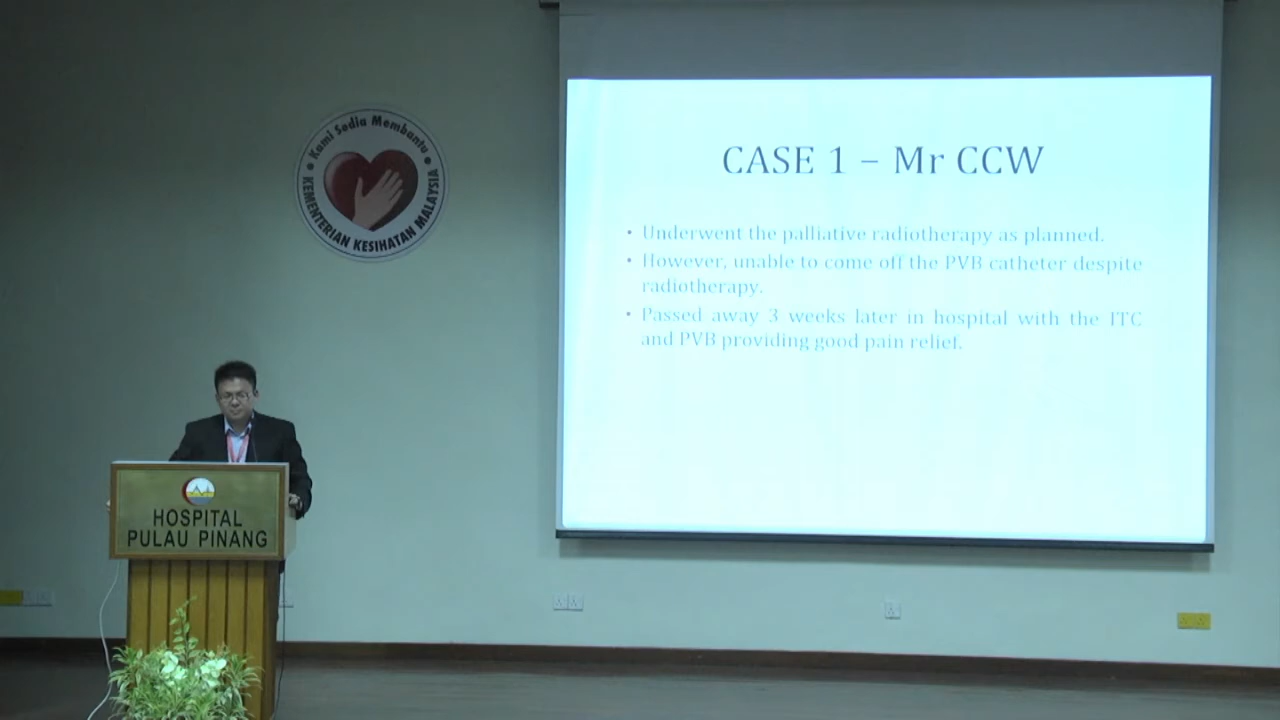 Kami Sedia Membantu
KEMENTERIAN KESIHATAN MALAYSIA
CASE 1 – Mr CCW
• Underwent the palliative radiotherapy as planned.
• However, unable to come off the PVB catheter despite
radiotherapy.
• Passed away 3 weeks later in hospital with the ITC
and PVB providing good pain relief.
HOSPITAL
PULAU PINANG